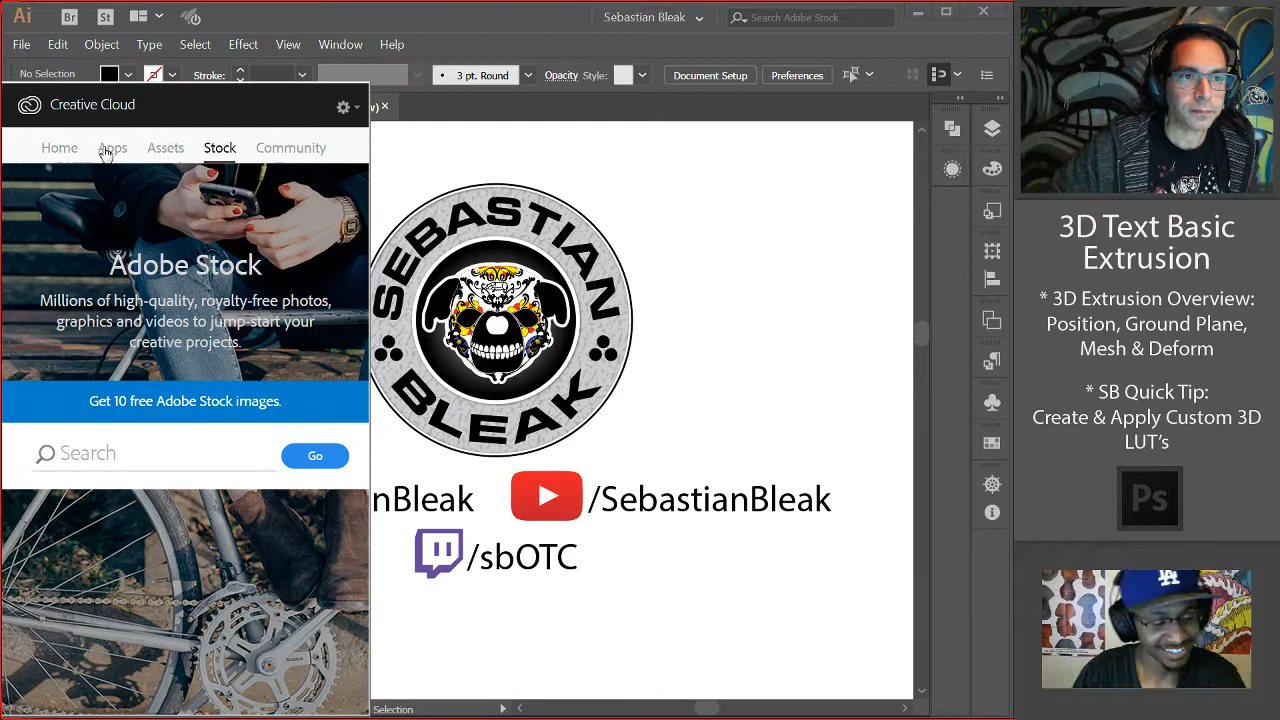 Ai Br St Sebastian Bleak Search Adobe Stock
File Edit Object Type Select Effect View Window Help
No Selection Stroke: 3 pt. Round Opacity Style: Document Setup Preferences
Creative Cloud
Home Apps Assets Stock Community
Adobe Stock
Millions of high-quality, royalty-free photos,
graphics and videos to jump-start your
creative projects.
Get 10 free Adobe Stock images.
Search Go
SEBASTIAN
BLEAK
nBleak /SebastianBleak
/sbOTC
Selection
3D Text Basic
Extrusion
* 3D Extrusion Overview:
Position, Ground Plane,
Mesh & Deform
* SB Quick Tip:
Create & Apply Custom 3D
LUT's
Ps
LA